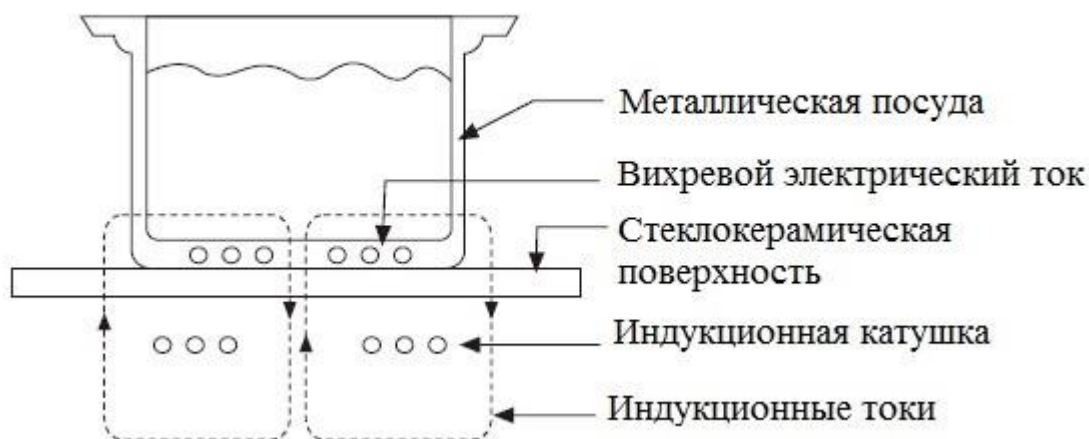 Металлическая посуда
Вихревой электрический ток
Стеклокерамическая
поверхность
Индукционная катушка
Индукционные токи